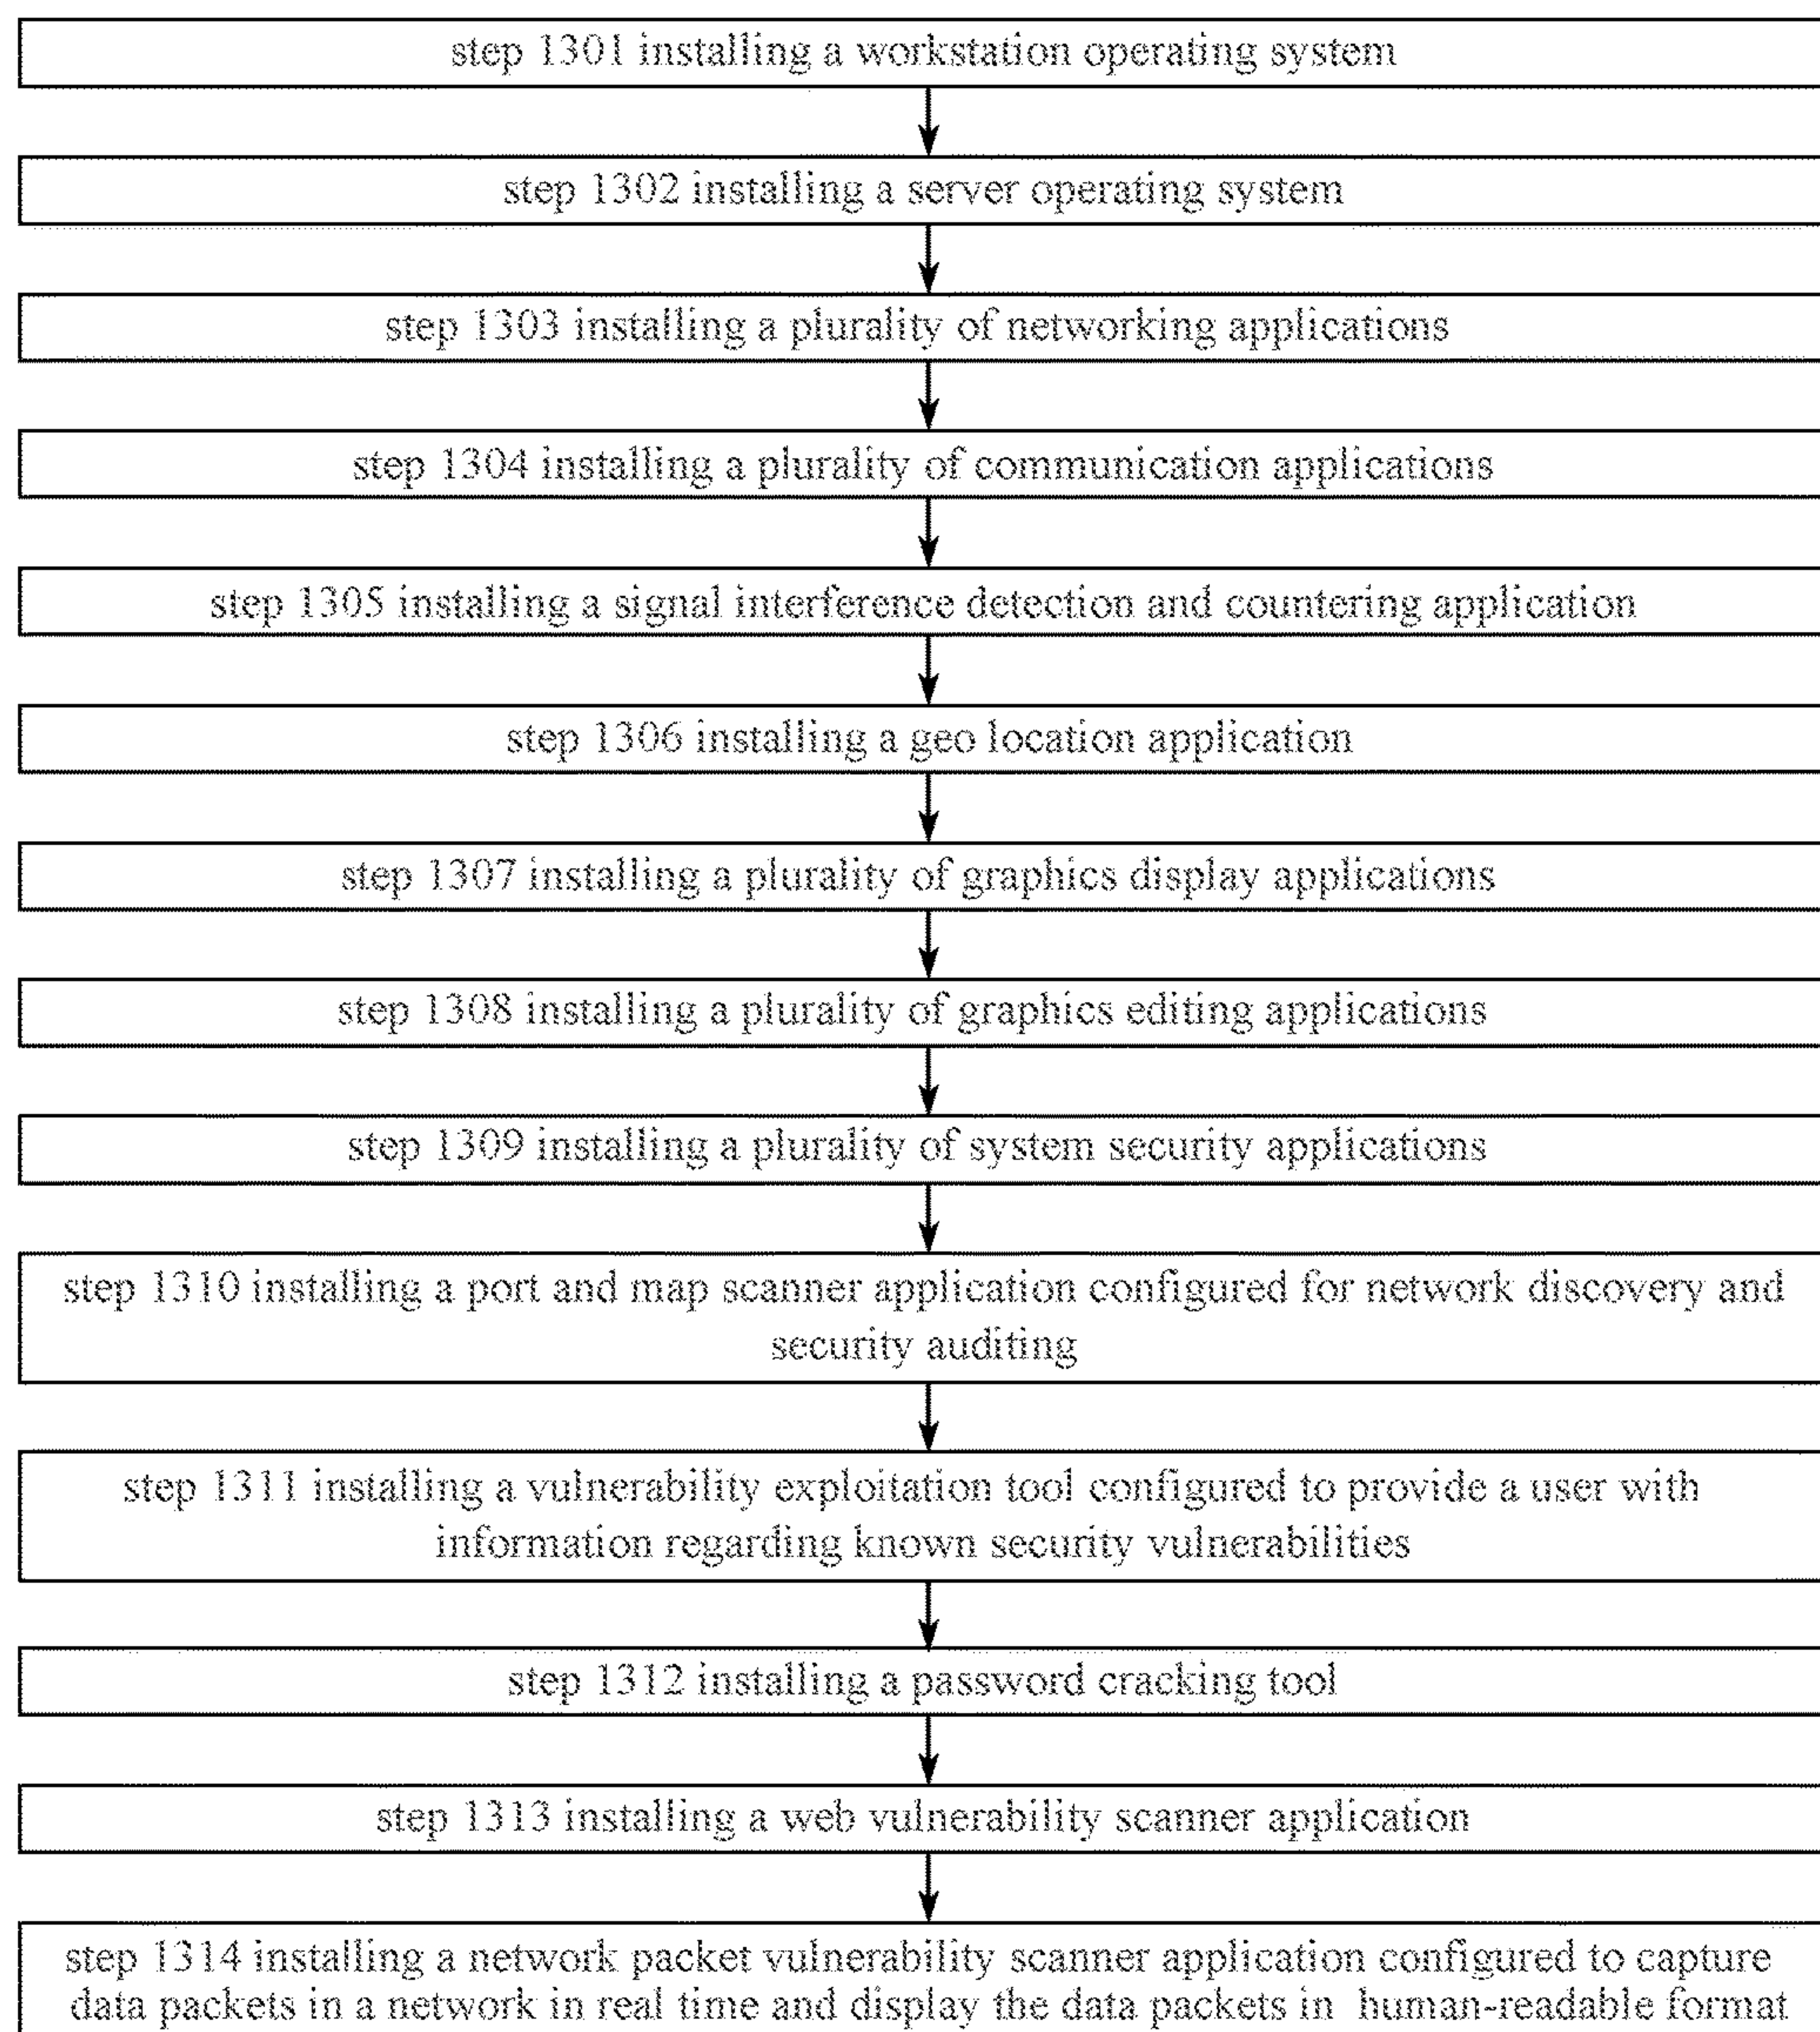 step 1301 installing a workstation operating system
step 1302 installing a server operating system
step 1303 installing a plurality of networking applications
step 1304 installing a plurality of communication applications
step 1305 installing a signal interference detection and countering application
step 1306 installing a geo location application
step 1307 installing a plurality of graphics display applications
step 1308 installing a plurality of graphics editing applications
step 1309 installing a plurality of system security applications
step 1310 installing a port and map scanner application configured for network discovery and
security auditing
step 1311 installing a vulnerability exploitation tool configured to provide a user with
information regarding known security vulnerabilities
step 1312 installing a password cracking tool
step 1313 installing a web vulnerability scanner application
step 1314 installing a network packet vulnerability scanner application configured to capture
data packets in a network in real time and display the data packets in human-readable format